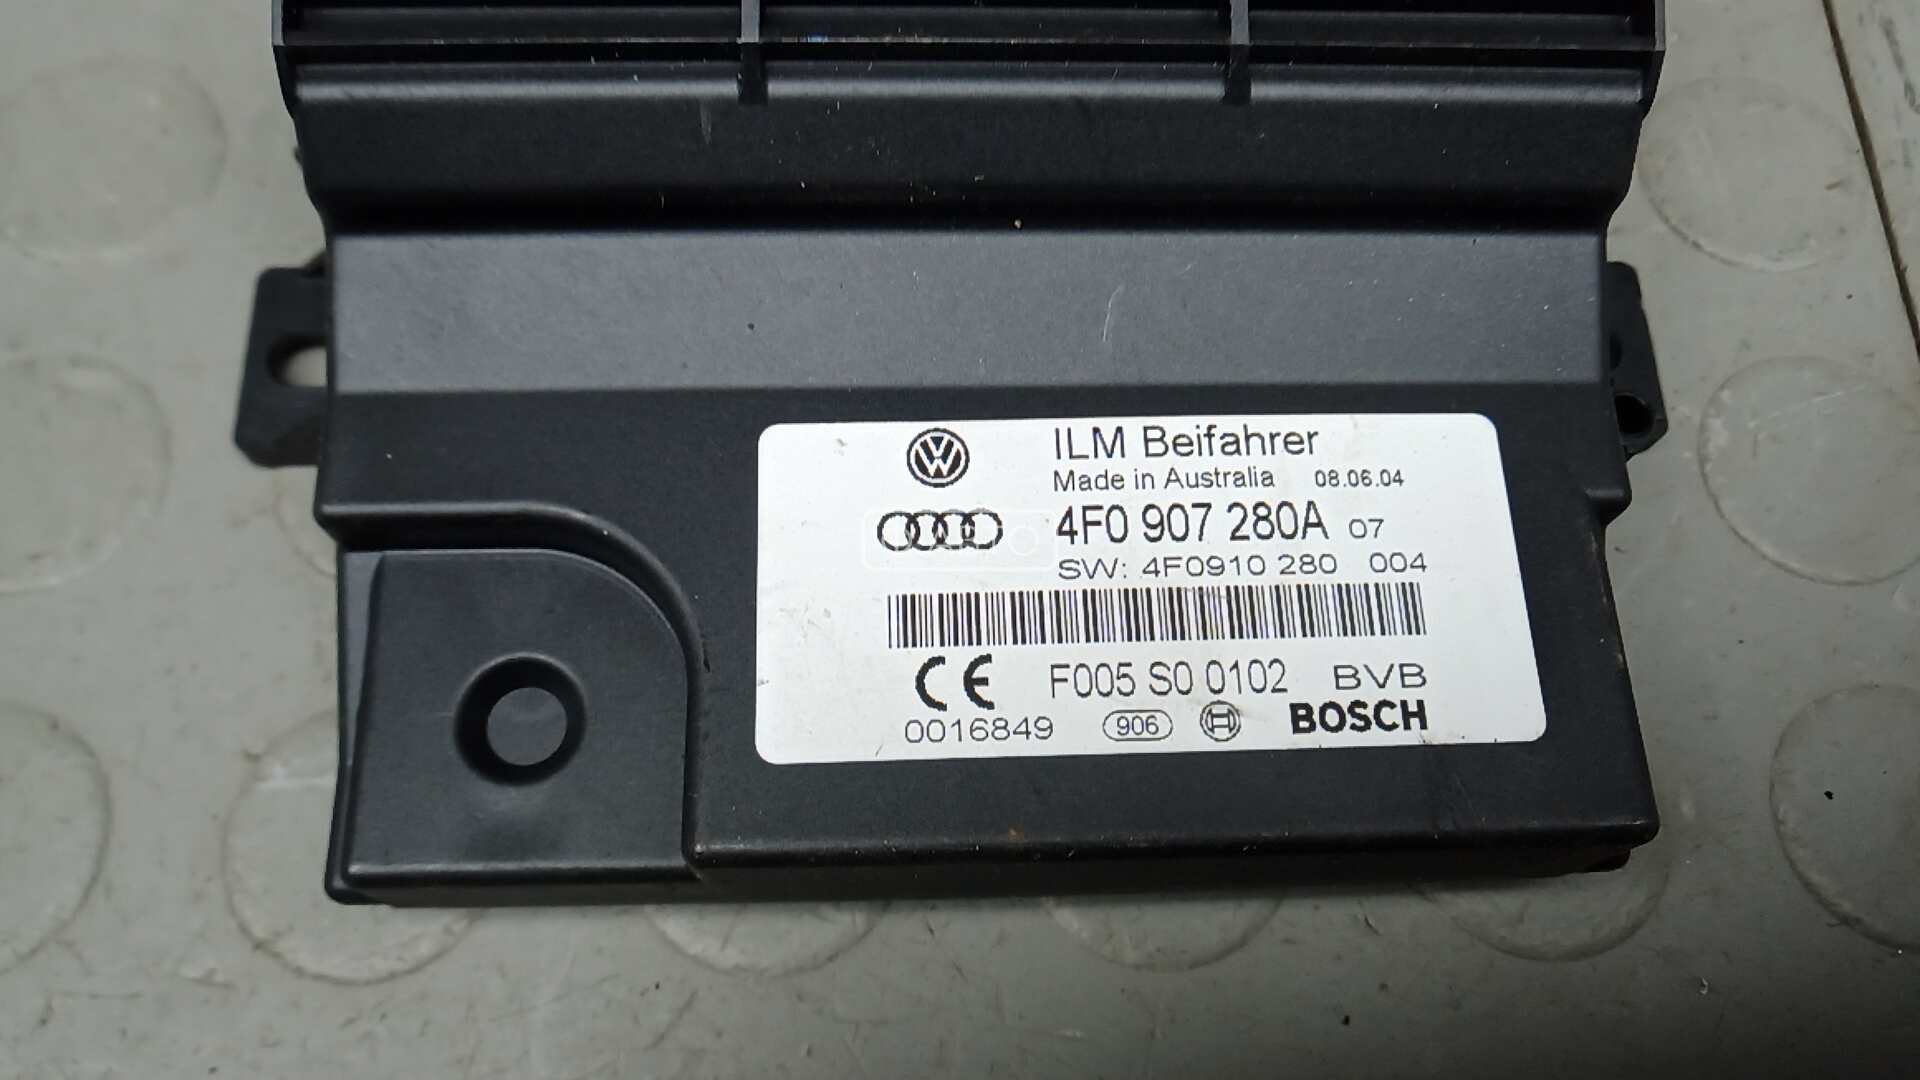 ILM Beifahrer
Made in Australia 08.06.04
4F0 907 280A 07
SW: 4F0910 280 004
CE F005 S0 0102 BVB
0016849 906 BOSCH